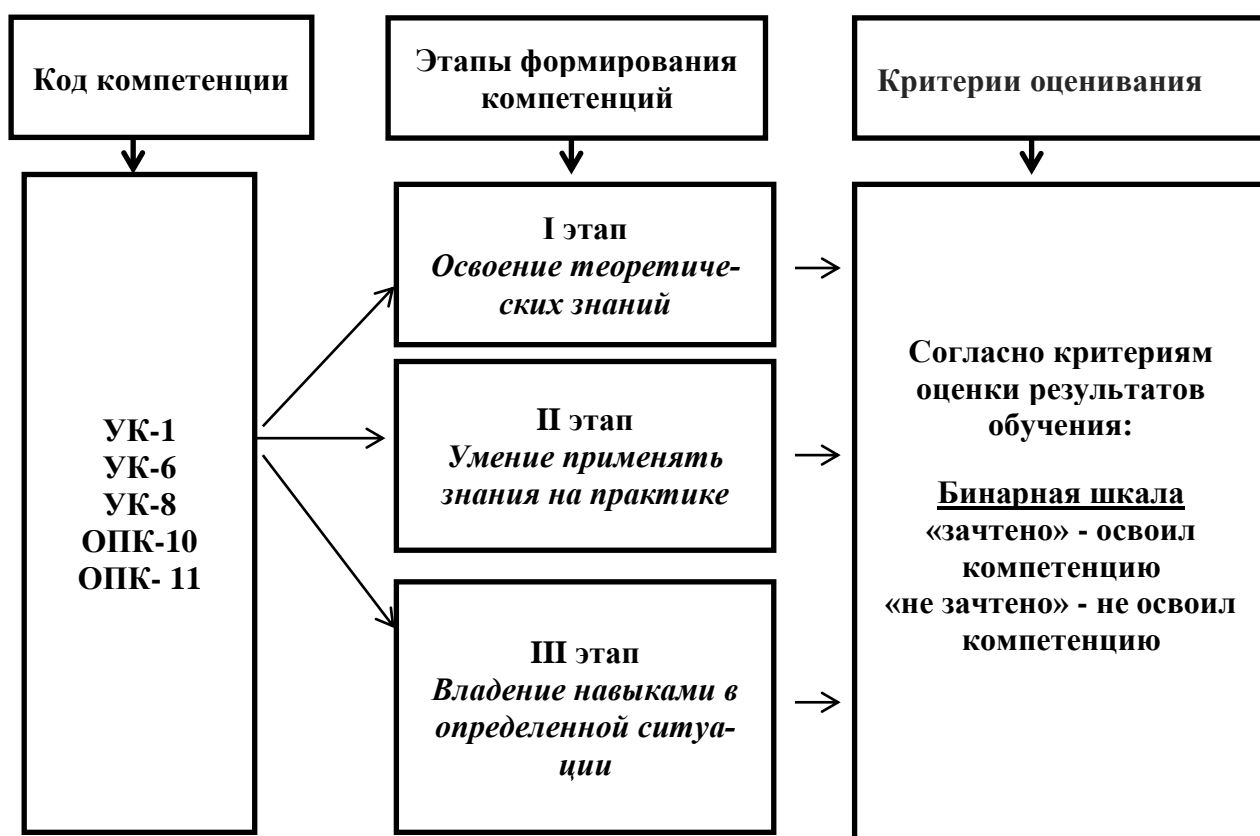 Код компетенции
Этапы формирования
компетенций
Критерии оценивания
УК-1
УК-6
УК-8
ОПК-10
ОПК- 11
I этап
Освоение теоретиче-
ских знаний
II этап
Умение применять
знания на практике
III этап
Владение навыками в
определенной ситуа-
ции
Согласно критериям
оценки результатов
обучения:
Бинарная шкала
«зачтено» - освоил
компетенцию
«не зачтено» - не освоил
компетенцию